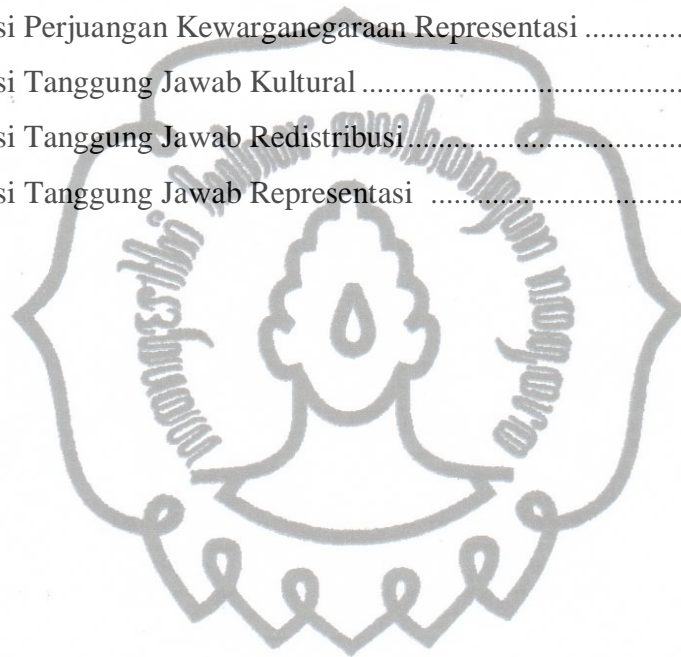 si Perjuangan Kewarganegaraan Representasi .............
si Tanggung Jawab Kultural ..........................................
si Tanggung Jawab Redistribusi ....................................
si Tanggung Jawab Representasi .................................